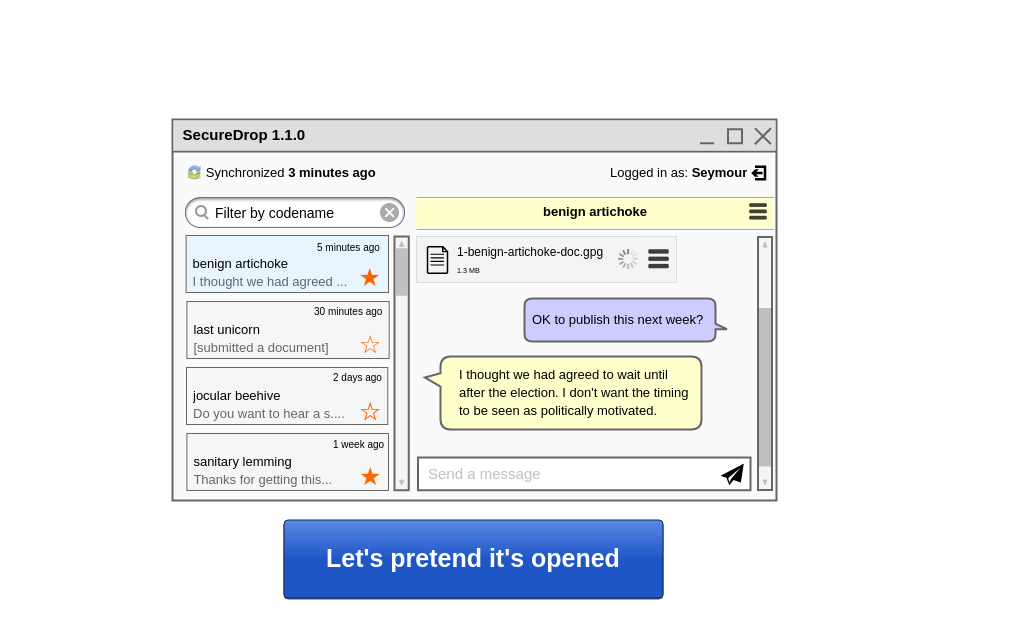 SecureDrop 1.1.0
Synchronized 3 minutes ago
Logged in as: Seymour
Filter by codename
benign artichoke
5 minutes ago
benign artichoke
I thought we had agreed ...
30 minutes ago
last unicorn
[submitted a document]
2 days ago
jocular beehive
Do you want to hear a s....
1 week ago
sanitary lemming
Thanks for getting this...
1-benign-artichoke-doc.gpg
1.3 MB
OK to publish this next week?
I thought we had agreed to wait until
after the election. I don't want the timing
to be seen as politically motivated.
Send a message
Let's pretend it's opened